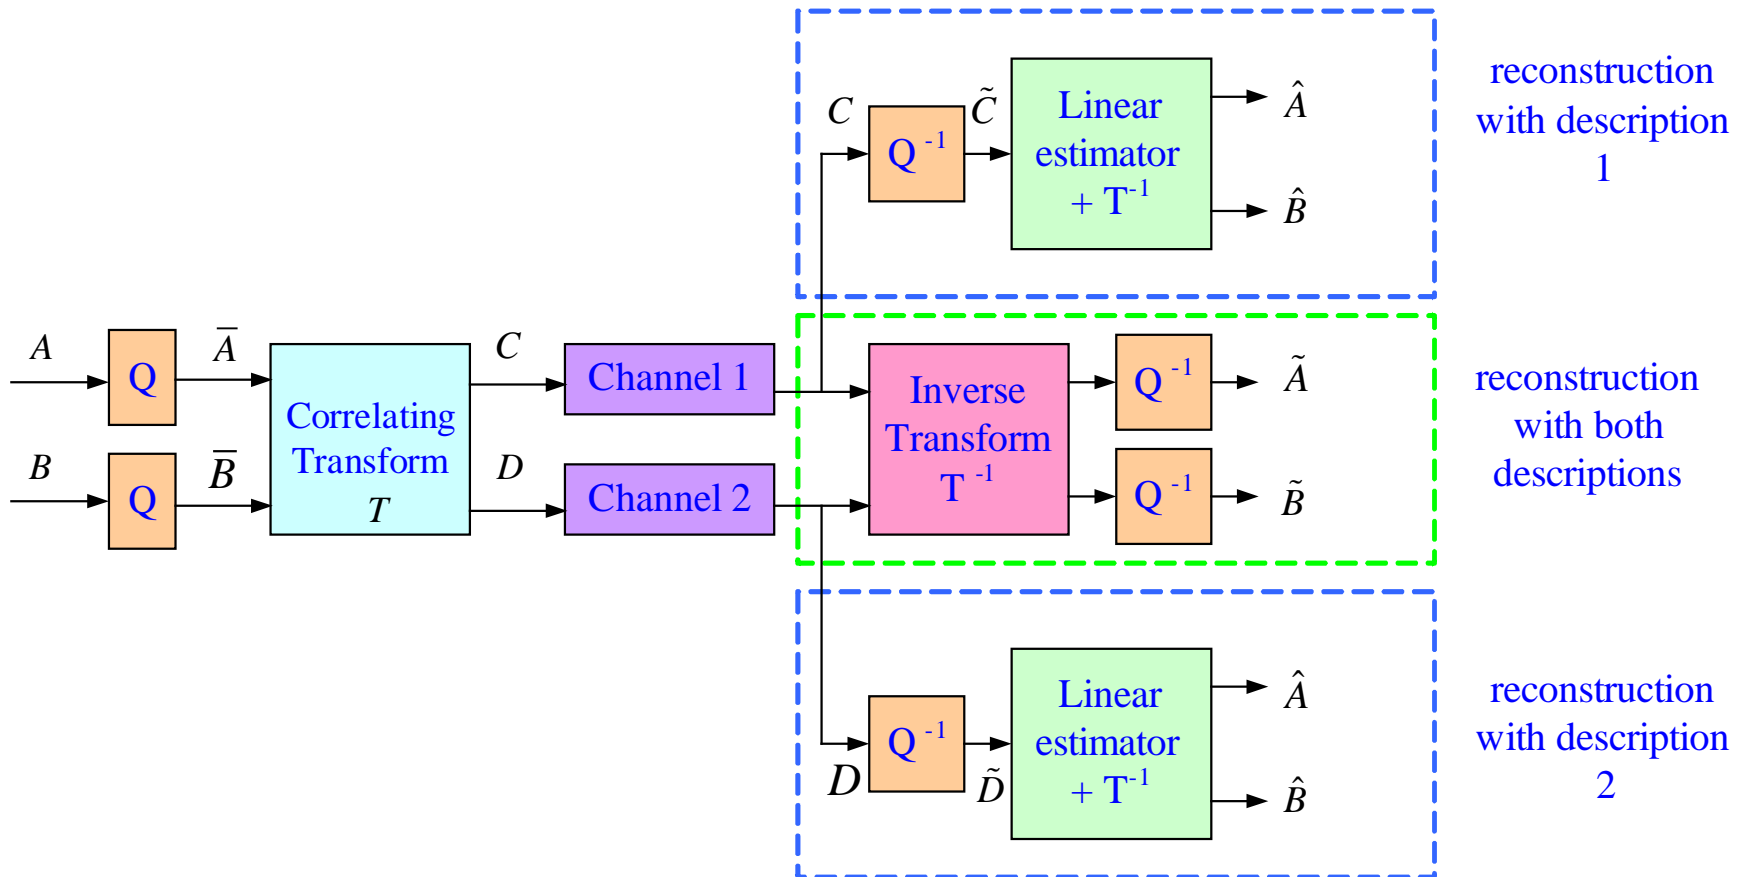 C
Q⁻¹
C̃
Linear
estimator
+ T⁻¹
Â
B̂
reconstruction
with description
1
A
Q
A̅
B
Q
B̅
Correlating
Transform
T
C
D
Channel 1
Channel 2
Inverse
Transform
T⁻¹
Q⁻¹
Ã
Q⁻¹
B̃
reconstruction
with both
descriptions
D
Q⁻¹
D̃
Linear
estimator
+ T⁻¹
Â
B̂
reconstruction
with description
2